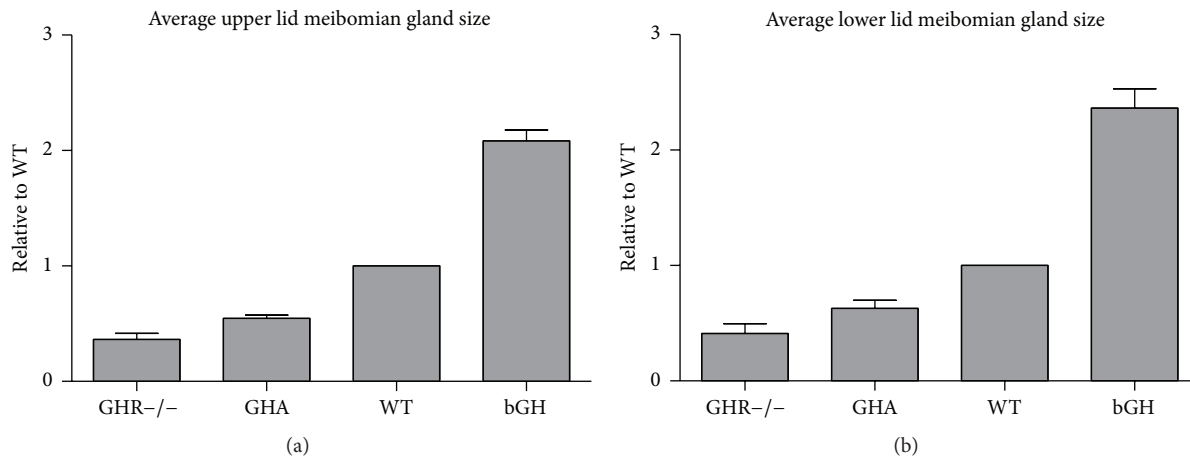 Average upper lid meibomian gland size
3
2
1
0
Relative to WT
GHR−/−
GHA
WT
bGH
(a)
Average lower lid meibomian gland size
3
2
1
0
Relative to WT
GHR−/−
GHA
WT
bGH
(b)